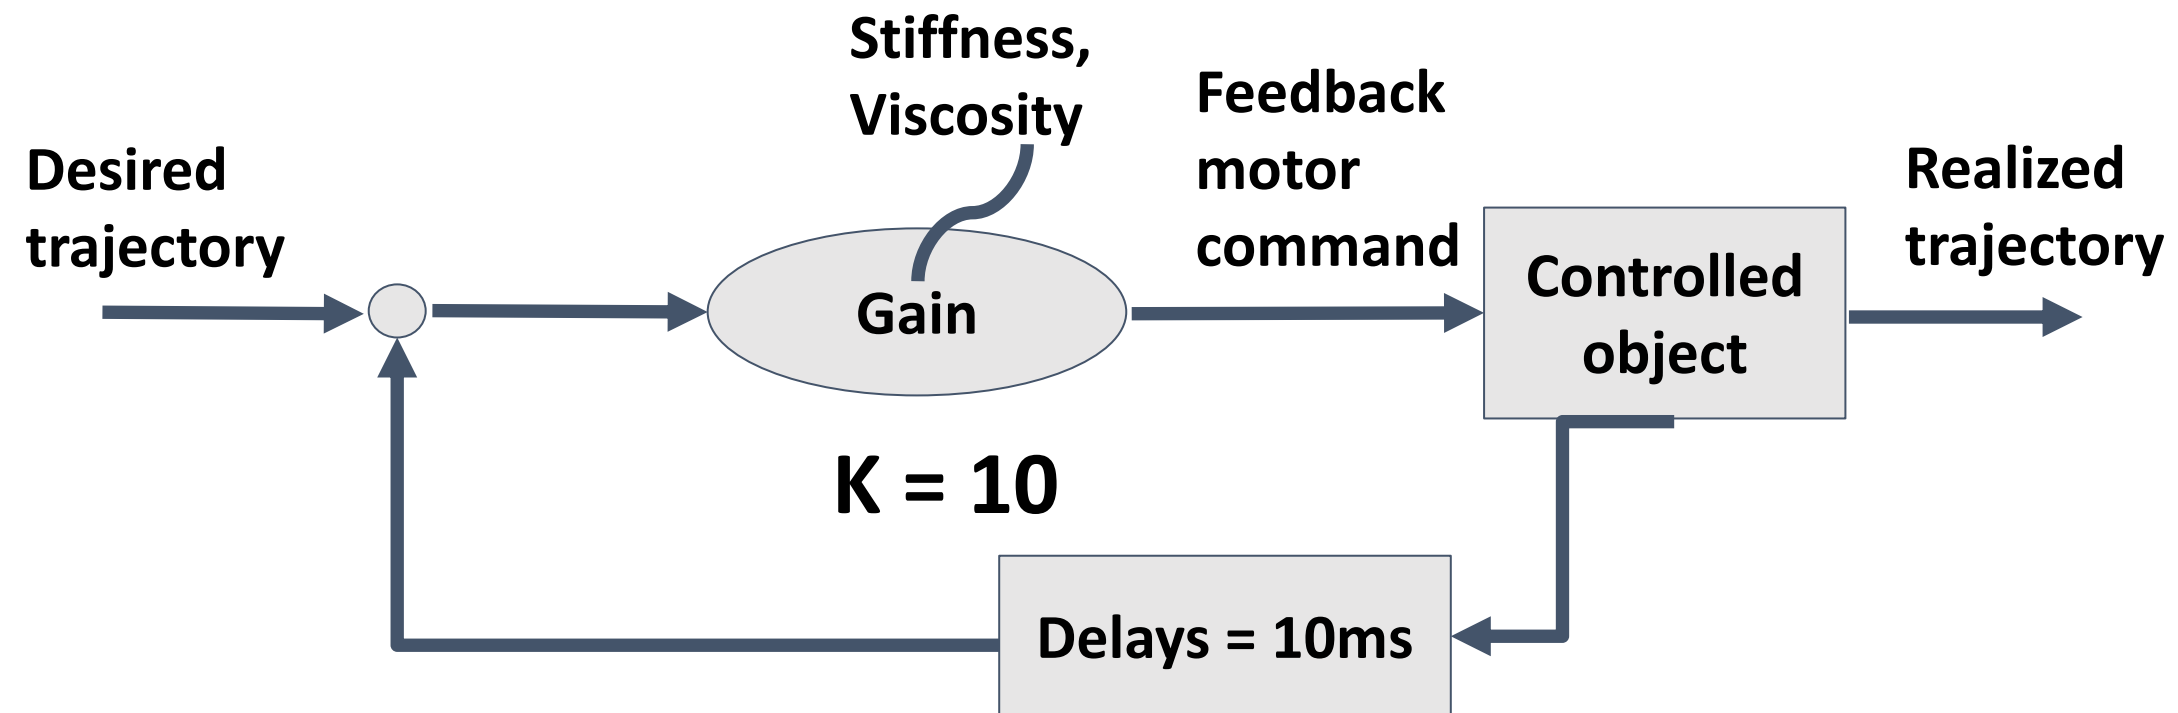 Stiffness,
Viscosity
Feedback
motor
command
Desired
trajectory
Realized
trajectory
Gain
Controlled
object
K = 10
Delays = 10ms